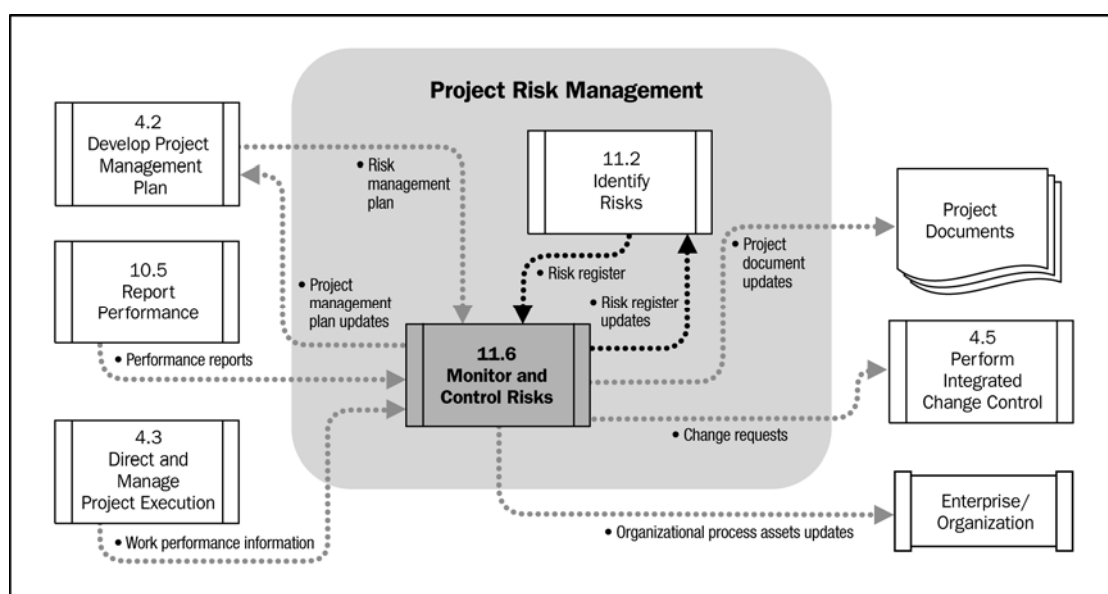 Project Risk Management
4.2
Develop Project
Management
Plan
• Risk
management
plan
11.2
Identify
Risks
Project
Documents
10.5
Report
Performance
• Project
management
plan updates
• Risk register
• Risk register
updates
• Project
document
updates
• Performance reports
11.6
Monitor and
Control Risks
4.5
Perform
Integrated
Change Control
4.3
Direct and
Manage
Project Execution
• Change requests
• Work performance information
• Organizational process assets updates
Enterprise/
Organization